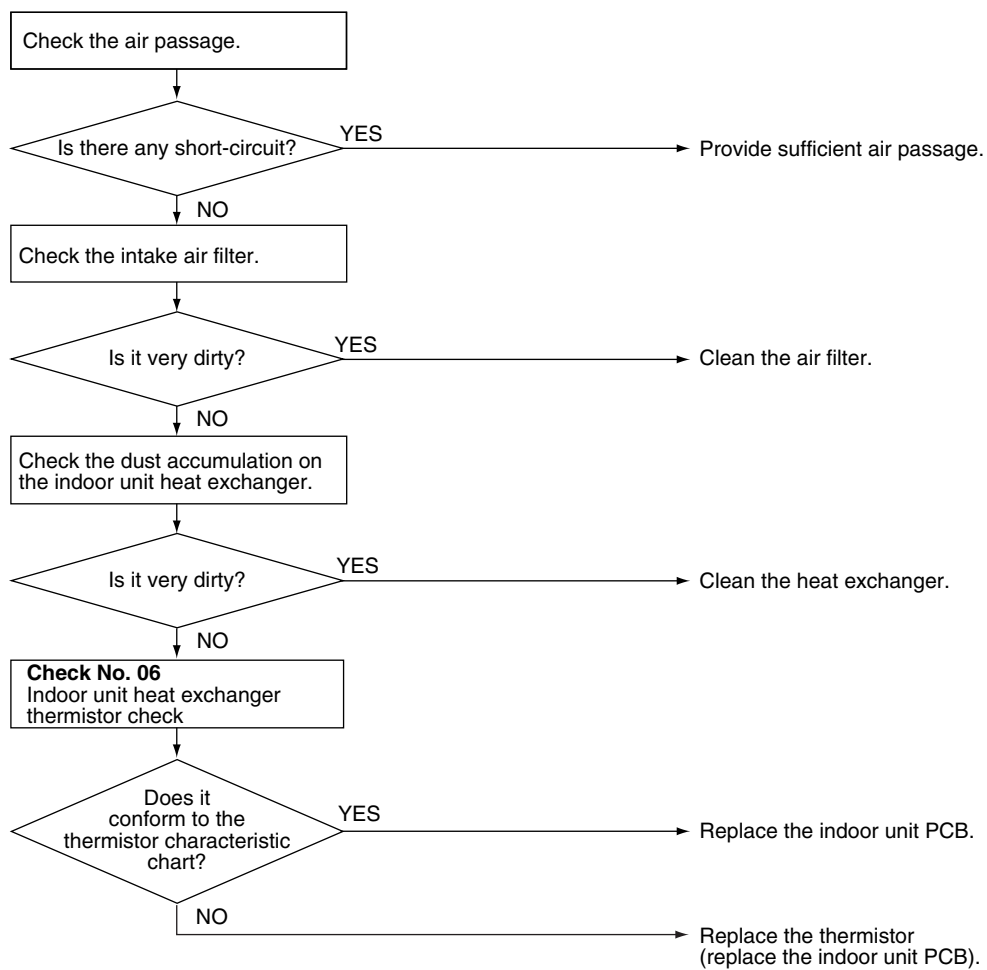 Check the air passage.
Is there any short-circuit?
YES
Provide sufficient air passage.
NO
Check the intake air filter.
Is it very dirty?
YES
Clean the air filter.
NO
Check the dust accumulation on
the indoor unit heat exchanger.
Is it very dirty?
YES
Clean the heat exchanger.
NO
Check No. 06
Indoor unit heat exchanger
thermistor check
Does it
conform to the
thermistor characteristic
chart?
YES
Replace the indoor unit PCB.
NO
Replace the thermistor
(replace the indoor unit PCB).